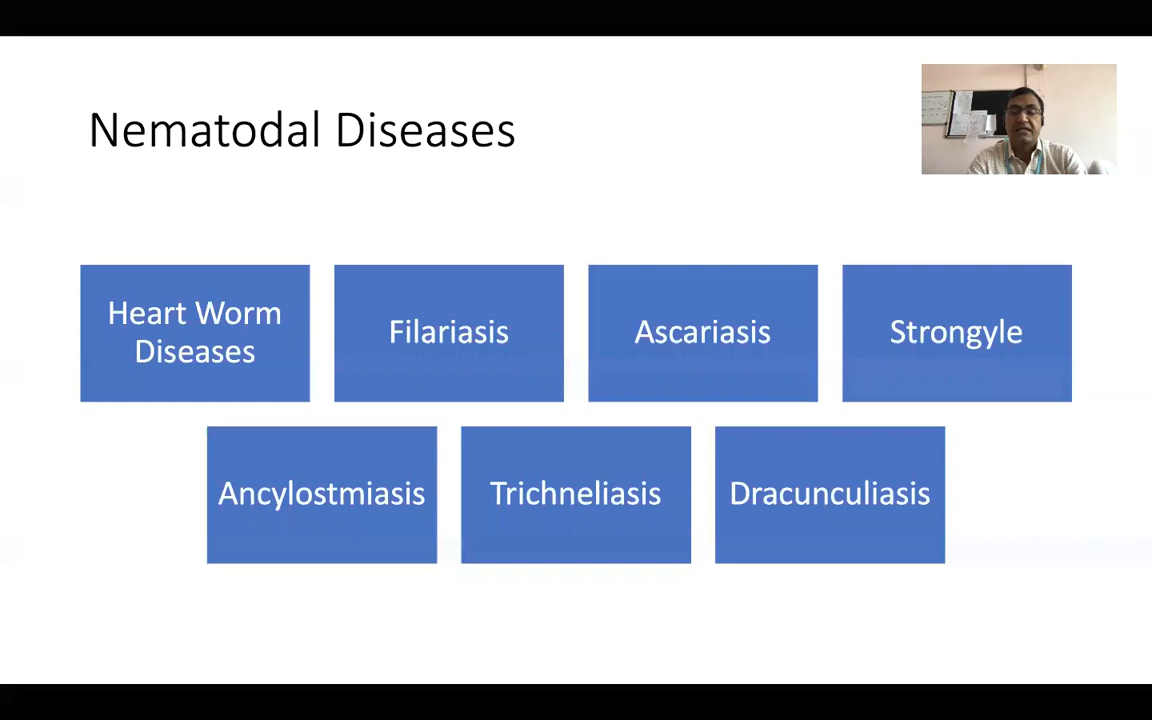 Nematodal Diseases
Heart Worm
Diseases
Filariasis
Ascariasis
Strongyle
Ancylostmiasis
Trichneliasis
Dracunculiasis